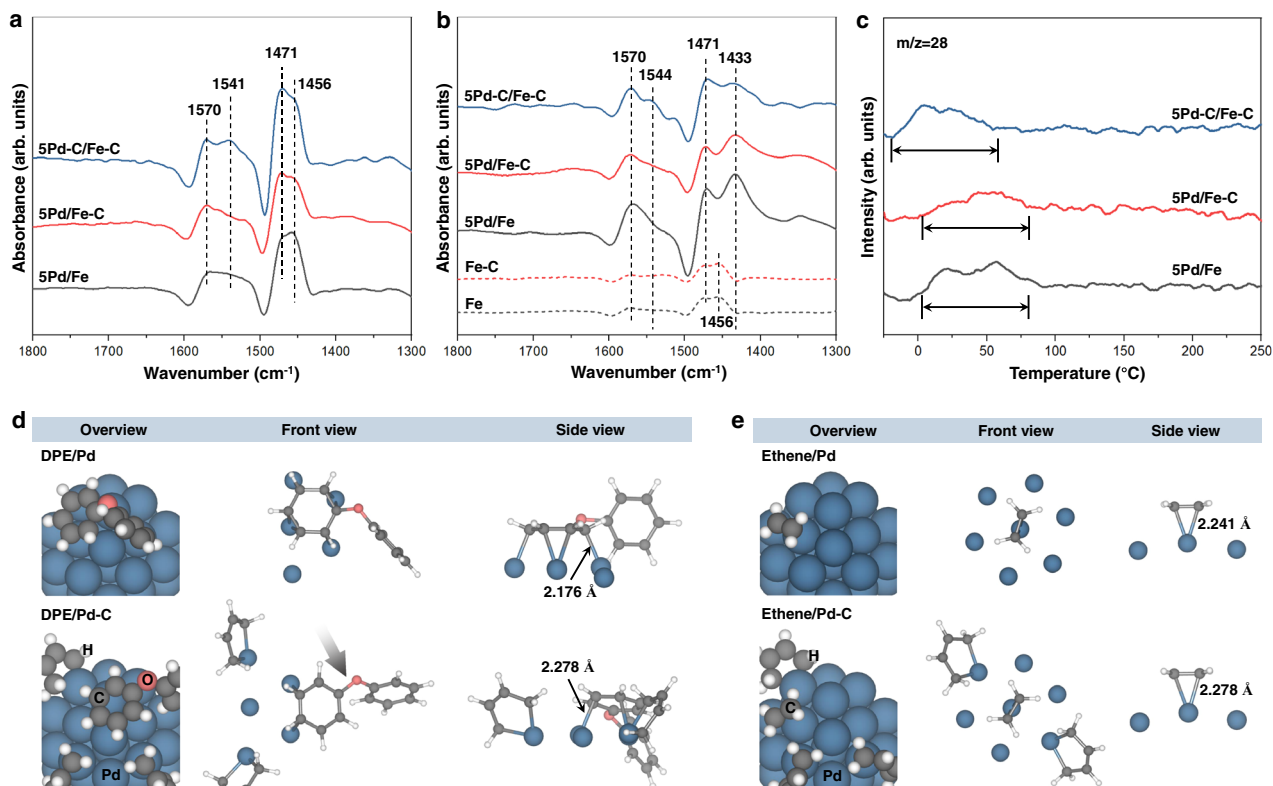 a
1471
1541
1456
1570
5Pd-C/Fe-C
5Pd/Fe-C
5Pd/Fe
Absorbance (arb. units)
1800 1700 1600 1500 1400 1300
Wavenumber (cm⁻¹)
b
1570
1471
1433
1544
5Pd-C/Fe-C
5Pd/Fe-C
5Pd/Fe
Fe-C
Fe
1456
Absorbance (arb. units)
1800 1700 1600 1500 1400 1300
Wavenumber (cm⁻¹)
c
m/z=28
5Pd-C/Fe-C
5Pd/Fe-C
5Pd/Fe
Intensity (arb. units)
0 50 100 150 200 250
Temperature (°C)
d
Overview Front view Side view
DPE/Pd
2.176 Å
DPE/Pd-C
H
O
C
Pd
2.278 Å
e
Overview Front view Side view
Ethene/Pd
2.241 Å
Ethene/Pd-C
H
C
Pd
2.278 Å